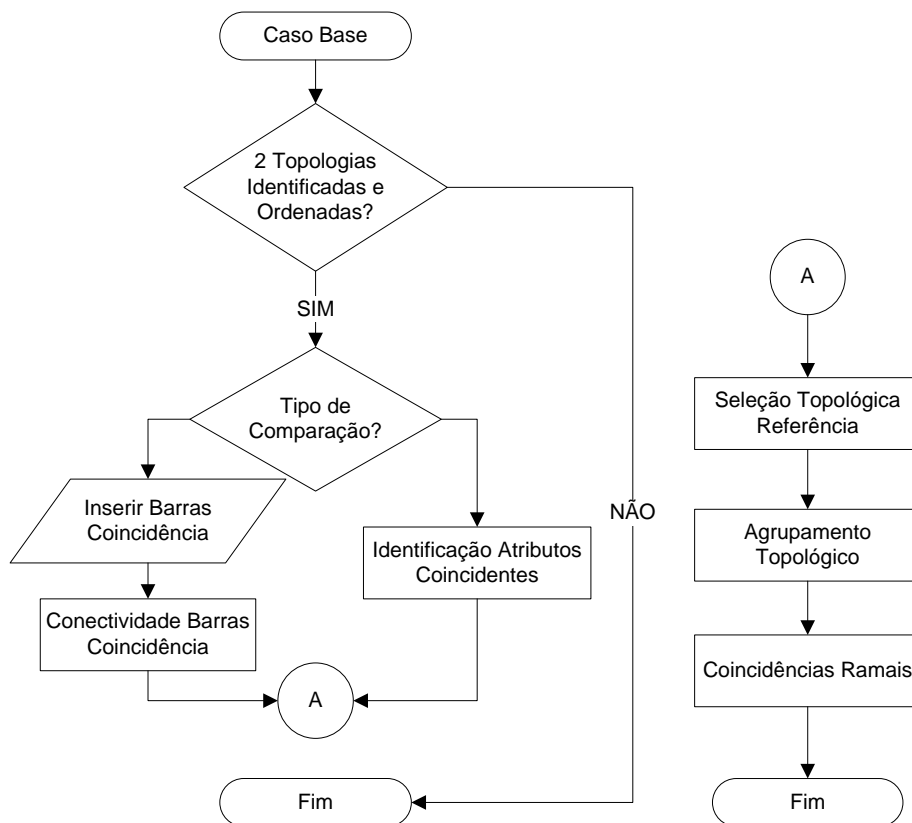 Caso Base
2 Topologias
Identificadas e
Ordenadas?
SIM
NÃO
Tipo de
Comparação?
Inserir Barras
Coincidência
Identificação Atributos
Coincidentes
Conectividade Barras
Coincidência
A
Fim
A
Seleção Topológica
Referência
Agrupamento
Topológico
Coincidências Ramais
Fim